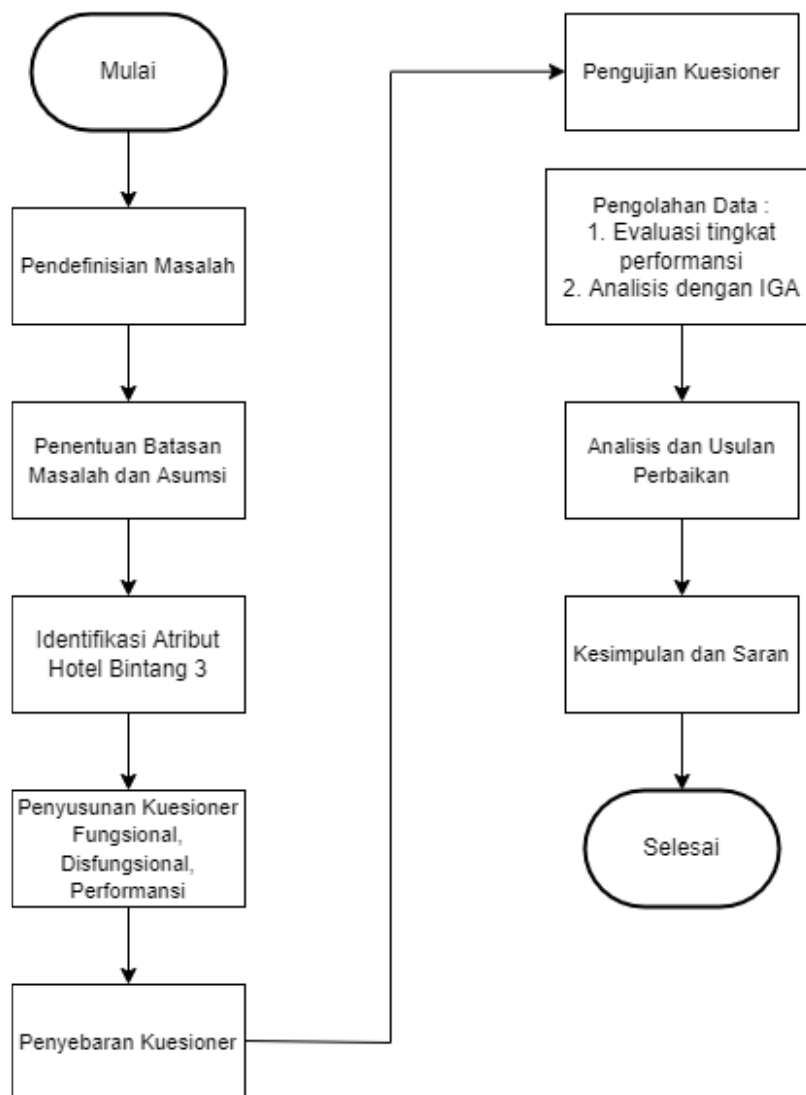 Mulai
Pendefinisian Masalah
Penentuan Batasan
Masalah dan Asumsi
Identifikasi Atribut
Hotel Bintang 3
Penyusunan Kuesioner
Fungsional,
Disfungsional,
Performansi
Penyebaran Kuesioner
Pengujian Kuesioner
Pengolahan Data :
1. Evaluasi tingkat
performansi
2. Analisis dengan IGA
Analisis dan Usulan
Perbaikan
Kesimpulan dan Saran
Selesai